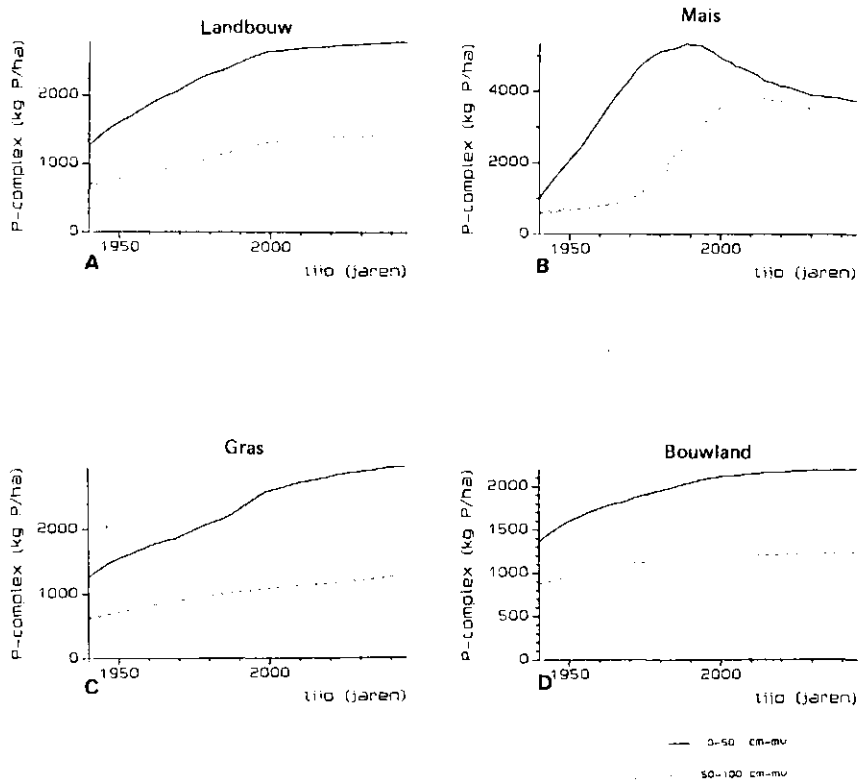 Landbouw
P-complex (kg P/ha)
2000
1000
0
1950
2000
A
tijd (jaren)
Mais
P-complex (kg P/ha)
4000
2000
0
1950
2000
B
tijd (jaren)
Gras
P-complex (kg P/ha)
2000
1000
0
1950
2000
C
tijd (jaren)
Bouwland
P-complex (kg P/ha)
2000
1500
1000
500
0
1950
2000
D
tijd (jaren)
0-50 cm-mv
50-100 cm-mv